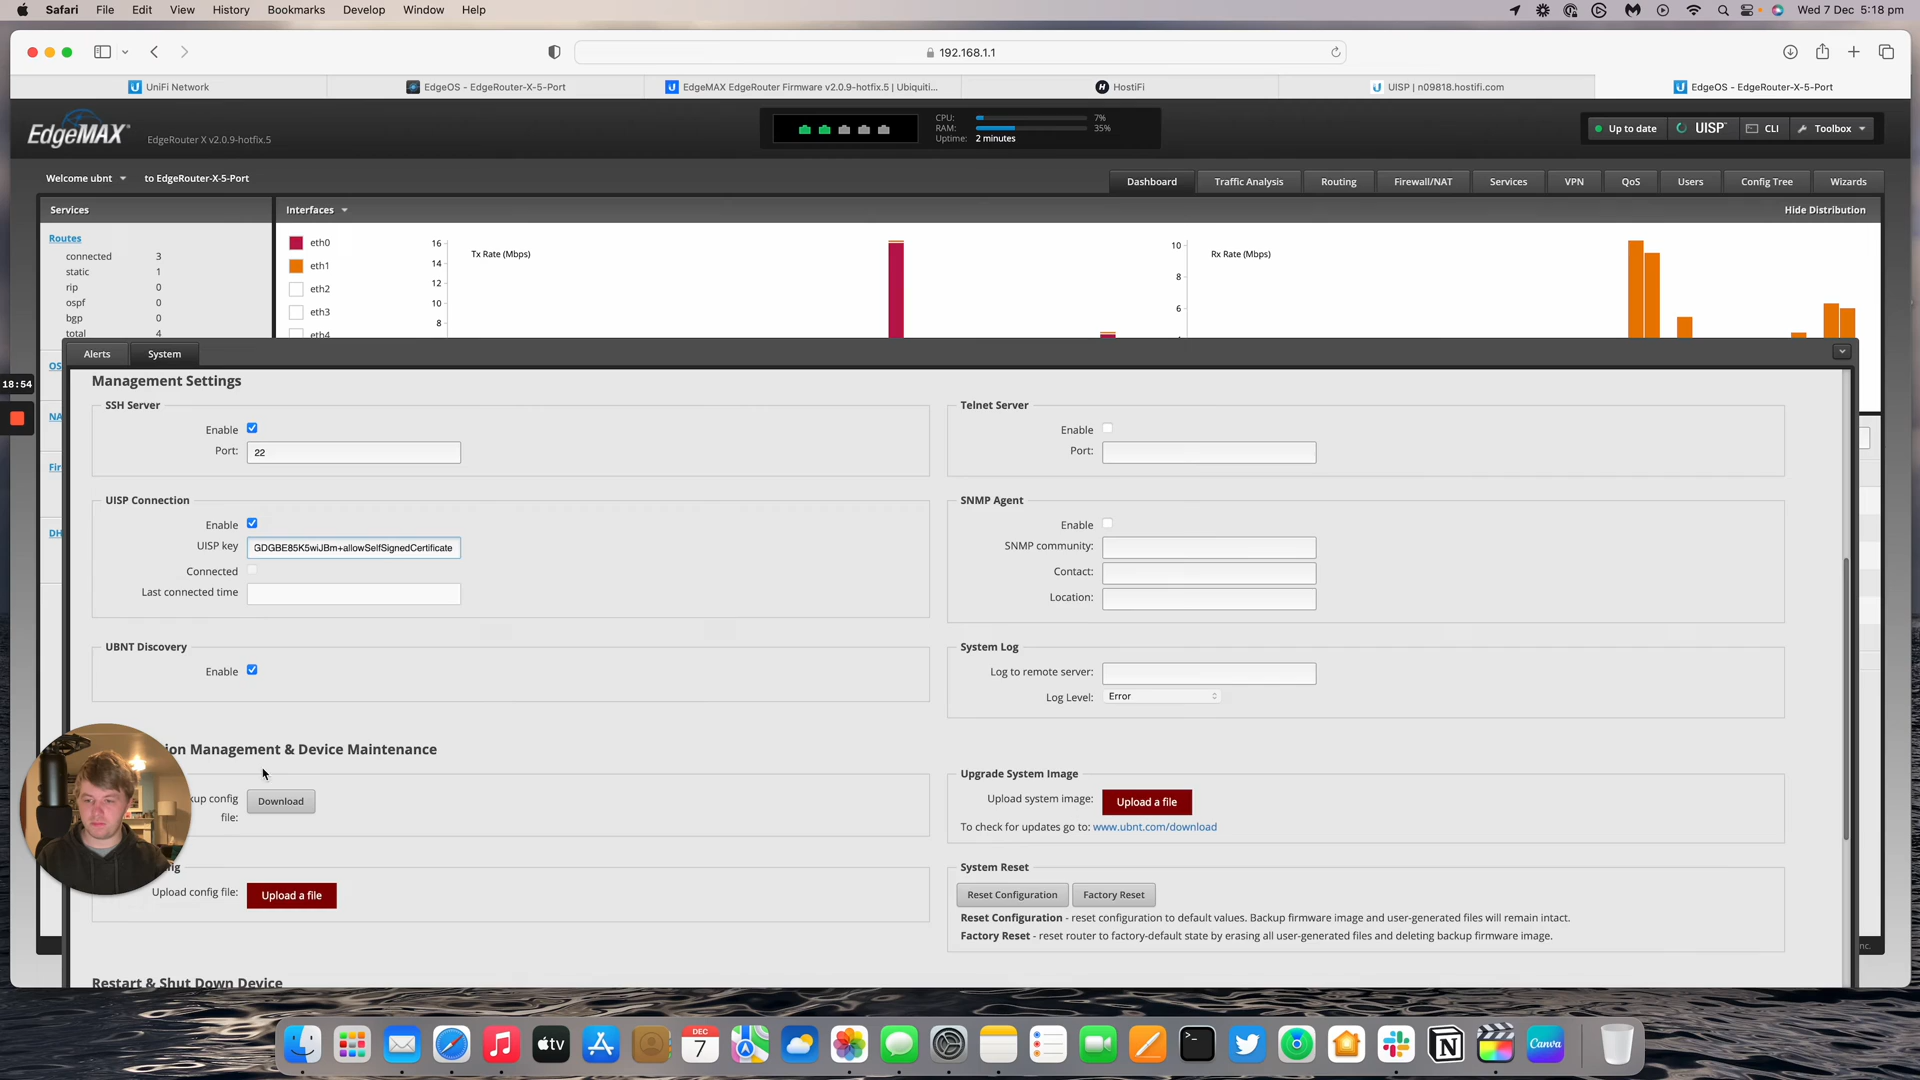 Safari File Edit View History Bookmarks Develop Window Help Wed 7 Dec 5:18 pm
192.168.1.1
UniFi Network
EdgeOS - EdgeRouter-X-5-Port
EdgeMAX EdgeRouter Firmware v2.0.9-hotfix.5 | Ubiquiti...
HostiFi
UISP | n09818.hostifi.com
EdgeOS - EdgeRouter-X-5-Port
EdgeMAX
EdgeRouter X v2.0.9-hotfix.5
CPU: 7%
RAM: 35%
Uptime: 2 minutes
Up to date UISP CLI Toolbox
Welcome ubnt to EdgeRouter-X-5-Port
Dashboard Traffic Analysis Routing Firewall/NAT Services VPN QoS Users Config Tree Wizards
Services
Interfaces
Hide Distribution
Routes
connected 3
static 1
rip 0
ospf 0
bgp 0
total 4
OS
NA
Fir
DH
eth0
eth1
eth2
eth3
eth4
Tx Rate (Mbps)
16
14
12
10
8
Rx Rate (Mbps)
10
8
6
Alerts System
18:54
Management Settings
SSH Server
Enable
Port: 22
Telnet Server
Enable
Port:
UISP Connection
Enable
UISP key GDGBE85K5wiJBm+allowSelfSignedCertificate
Connected
Last connected time
SNMP Agent
Enable
SNMP community:
Contact:
Location:
UBNT Discovery
Enable
System Log
Log to remote server:
Log Level: Error
ion Management & Device Maintenance
kup config
file:
Download
Upgrade System Image
Upload system image: Upload a file
To check for updates go to: www.ubnt.com/download
Upload config file: Upload a file
System Reset
Reset Configuration Factory Reset
Reset Configuration - reset configuration to default values. Backup firmware image and user-generated files will remain intact.
Factory Reset - reset router to factory-default state by erasing all user-generated files and deleting backup firmware image.
nc.
Restart & Shut Down Device
tv
DEC
7
Canva